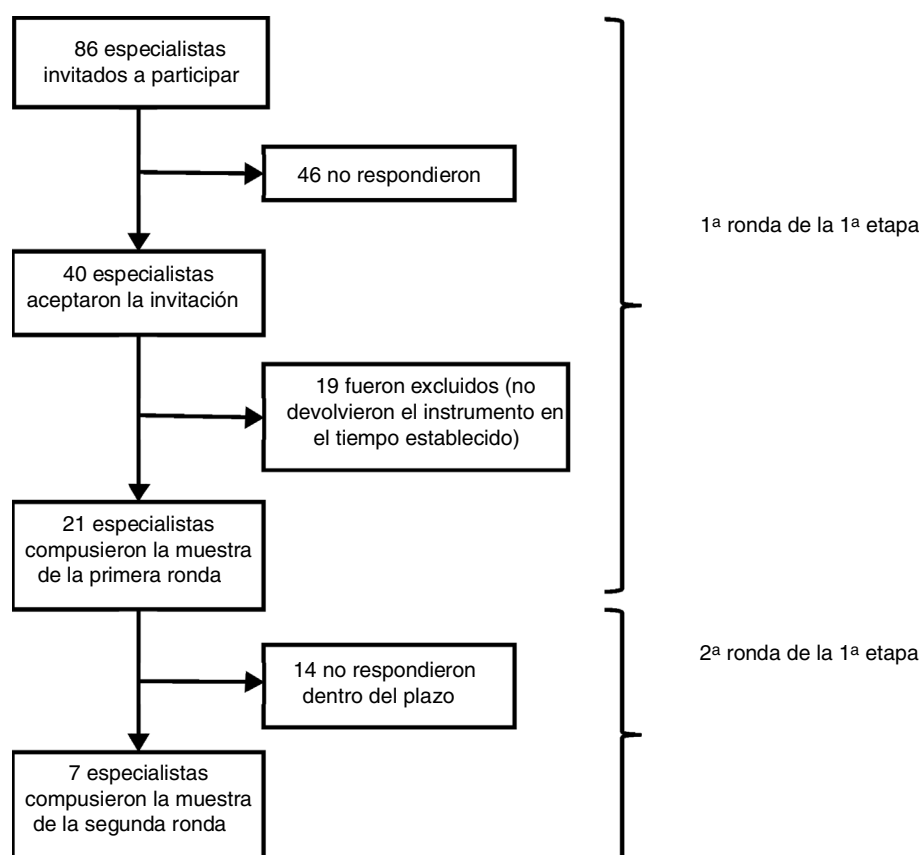 86 especialistas
invitados a participar
46 no respondieron
1ª ronda de la 1ª etapa
40 especialistas
aceptaron la invitación
19 fueron excluidos (no
devolvieron el instrumento en
el tiempo establecido)
21 especialistas
compusieron la muestra
de la primera ronda
2ª ronda de la 1ª etapa
14 no respondieron
dentro del plazo
7 especialistas
compusieron la muestra
de la segunda ronda